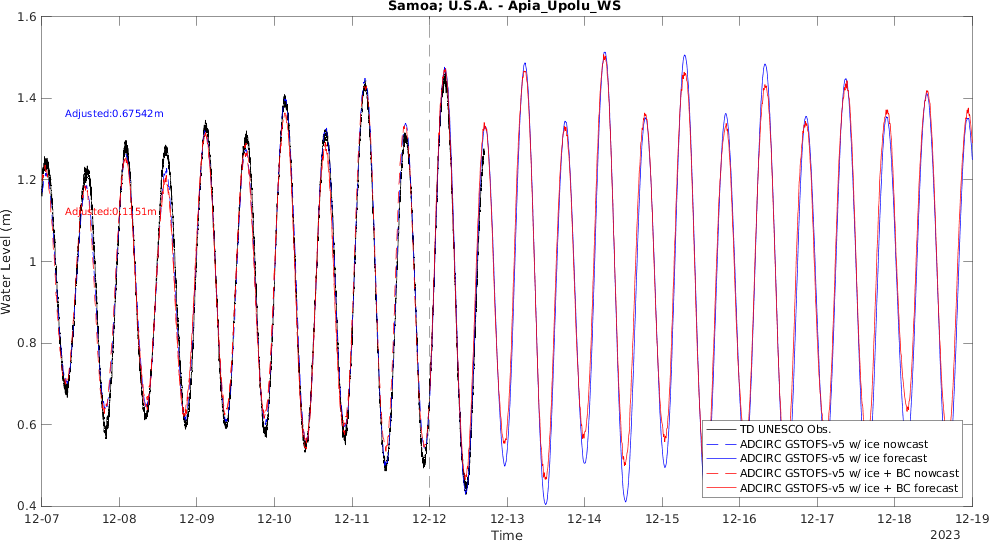 Samoa; U.S.A. - Apia_Upolu_WS
1.6
1.4
1.2
1
0.8
0.6
0.4
Water Level (m)
Adjusted:0.67542m
Adjusted:0.1151m
TD UNESCO Obs.
ADCIRC GSTOFS-v5 w/ ice nowcast
ADCIRC GSTOFS-v5 w/ ice forecast
ADCIRC GSTOFS-v5 w/ ice + BC nowcast
ADCIRC GSTOFS-v5 w/ ice + BC forecast
12-07 12-08 12-09 12-10 12-11 12-12 12-13 12-14 12-15 12-16 12-17 12-18 12-19
Time
2023